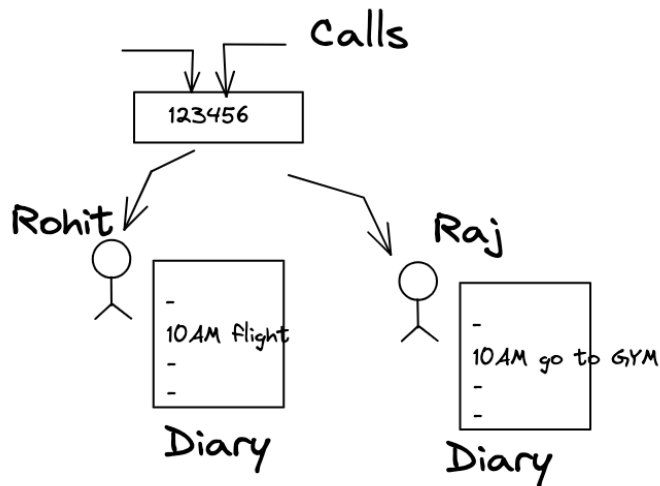 Calls
123456
Rohit
Raj
-
10AM flight
-
-
-
10AM go to GYM
-
-
Diary
Diary